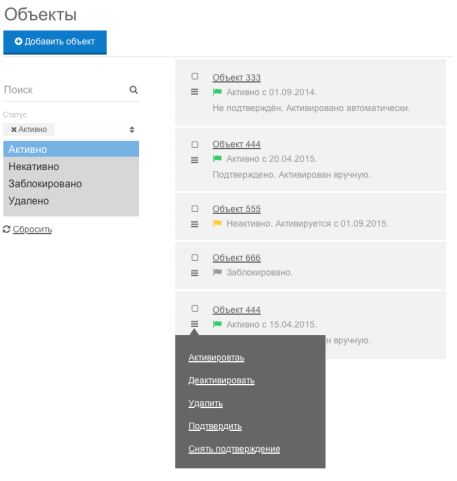 Объекты
Добавить объект
Поиск
Статус
Активно
Активно
Некативно
Заблокировано
Удалено
Сбросить
Объект 333
Активно с 01.09.2014.
Не подтверждён. Активировано автоматически.
Объект 444
Активно с 20.04.2015.
Подтверждено. Активирован вручную.
Объект 555
Неактивно. Активируется с 01.09.2015.
Объект 666
Заблокировано.
Объект 444
Активно с 15.04.2015.
н вручную.
Активировтаь
Деактивировать
Удалить
Подтвердить
Снять подтверждение